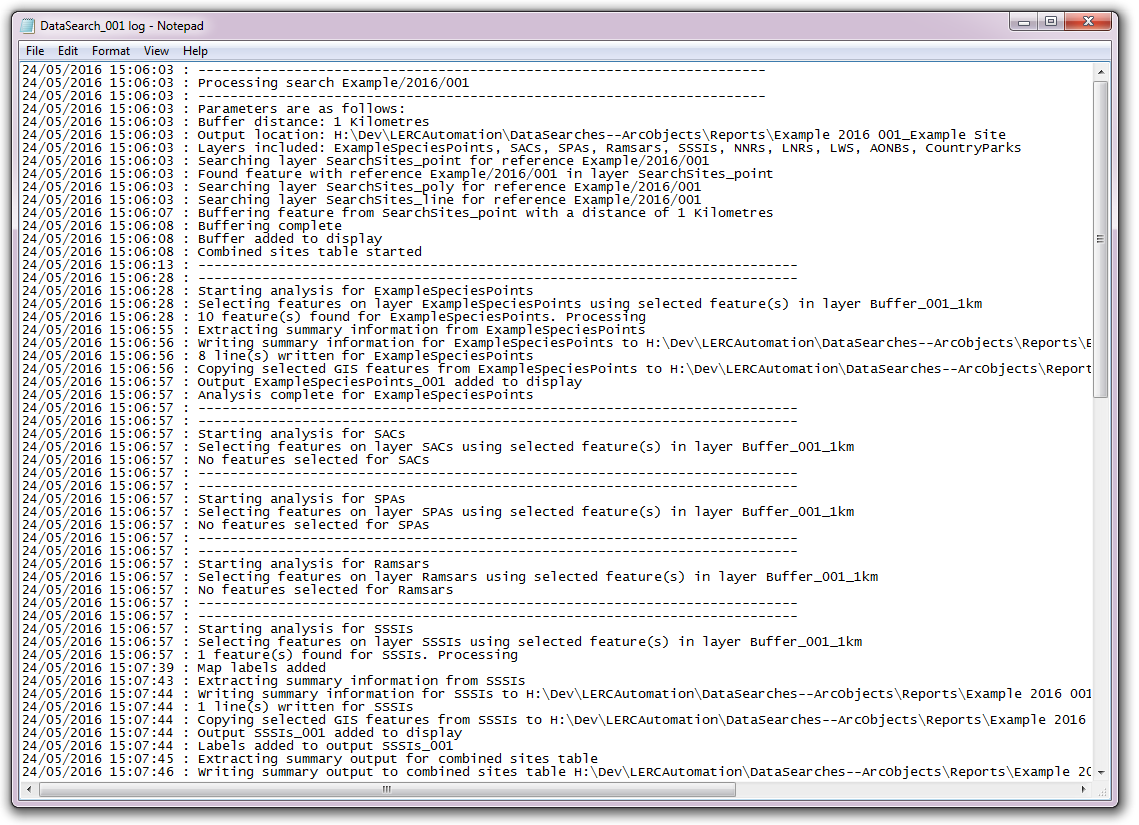 DataSearch_001 log - Notepad
File Edit Format View Help
24/05/2016 15:06:03 : -----------------------------------------------------------------------
24/05/2016 15:06:03 : Processing search Example/2016/001
24/05/2016 15:06:03 : -----------------------------------------------------------------------
24/05/2016 15:06:03 : Parameters are as follows:
24/05/2016 15:06:03 : Buffer distance: 1 Kilometres
24/05/2016 15:06:03 : Output location: H:\Dev\LERCAutomation\DataSearches--ArcObjects\Reports\Example 2016 001_Example Site
24/05/2016 15:06:03 : Layers included: ExampleSpeciesPoints, SACs, SPAs, Ramsars, SSSIs, NNRs, LNRs, LWS, AONBs, CountryParks
24/05/2016 15:06:03 : Searching layer SearchSites_point for reference Example/2016/001
24/05/2016 15:06:03 : Found feature with reference Example/2016/001 in layer SearchSites_point
24/05/2016 15:06:03 : Searching layer SearchSites_poly for reference Example/2016/001
24/05/2016 15:06:03 : Searching layer SearchSites_line for reference Example/2016/001
24/05/2016 15:06:07 : Buffering feature from SearchSites_point with a distance of 1 Kilometres
24/05/2016 15:06:08 : Buffering complete
24/05/2016 15:06:08 : Buffer added to display
24/05/2016 15:06:08 : Combined sites table started
24/05/2016 15:06:13 : ---------------------------------------------------------------------------
24/05/2016 15:06:28 : ---------------------------------------------------------------------------
24/05/2016 15:06:28 : Starting analysis for ExampleSpeciesPoints
24/05/2016 15:06:28 : Selecting features on layer ExampleSpeciesPoints using selected feature(s) in layer Buffer_001_1km
24/05/2016 15:06:28 : 10 feature(s) found for ExampleSpeciesPoints. Processing
24/05/2016 15:06:55 : Extracting summary information from ExampleSpeciesPoints
24/05/2016 15:06:56 : Writing summary information for ExampleSpeciesPoints to H:\Dev\LERCAutomation\DataSearches--ArcObjects\Reports\E
24/05/2016 15:06:56 : 8 line(s) written for ExampleSpeciesPoints
24/05/2016 15:06:56 : Copying selected GIS features from ExampleSpeciesPoints to H:\Dev\LERCAutomation\DataSearches--ArcObjects\Report
24/05/2016 15:06:57 : Output ExampleSpeciesPoints_001 added to display
24/05/2016 15:06:57 : Analysis complete for ExampleSpeciesPoints
24/05/2016 15:06:57 : ---------------------------------------------------------------------------
24/05/2016 15:06:57 : ---------------------------------------------------------------------------
24/05/2016 15:06:57 : Starting analysis for SACs
24/05/2016 15:06:57 : Selecting features on layer SACs using selected feature(s) in layer Buffer_001_1km
24/05/2016 15:06:57 : No features selected for SACs
24/05/2016 15:06:57 : ---------------------------------------------------------------------------
24/05/2016 15:06:57 : ---------------------------------------------------------------------------
24/05/2016 15:06:57 : Starting analysis for SPAs
24/05/2016 15:06:57 : Selecting features on layer SPAs using selected feature(s) in layer Buffer_001_1km
24/05/2016 15:06:57 : No features selected for SPAs
24/05/2016 15:06:57 : ---------------------------------------------------------------------------
24/05/2016 15:06:57 : ---------------------------------------------------------------------------
24/05/2016 15:06:57 : Starting analysis for Ramsars
24/05/2016 15:06:57 : Selecting features on layer Ramsars using selected feature(s) in layer Buffer_001_1km
24/05/2016 15:06:57 : No features selected for Ramsars
24/05/2016 15:06:57 : ---------------------------------------------------------------------------
24/05/2016 15:06:57 : ---------------------------------------------------------------------------
24/05/2016 15:06:57 : Starting analysis for SSSIs
24/05/2016 15:06:57 : Selecting features on layer SSSIs using selected feature(s) in layer Buffer_001_1km
24/05/2016 15:06:57 : 1 feature(s) found for SSSIs. Processing
24/05/2016 15:07:39 : Map labels added
24/05/2016 15:07:43 : Extracting summary information from SSSIs
24/05/2016 15:07:44 : Writing summary information for SSSIs to H:\Dev\LERCAutomation\DataSearches--ArcObjects\Reports\Example 2016 001
24/05/2016 15:07:44 : 1 line(s) written for SSSIs
24/05/2016 15:07:44 : Copying selected GIS features from SSSIs to H:\Dev\LERCAutomation\DataSearches--ArcObjects\Reports\Example 2016
24/05/2016 15:07:44 : Output SSSIs_001 added to display
24/05/2016 15:07:44 : Labels added to output SSSIs_001
24/05/2016 15:07:45 : Extracting summary output for combined sites table
24/05/2016 15:07:46 : Writing summary output to combined sites table H:\Dev\LERCAutomation\DataSearches--ArcObjects\Reports\Example 20